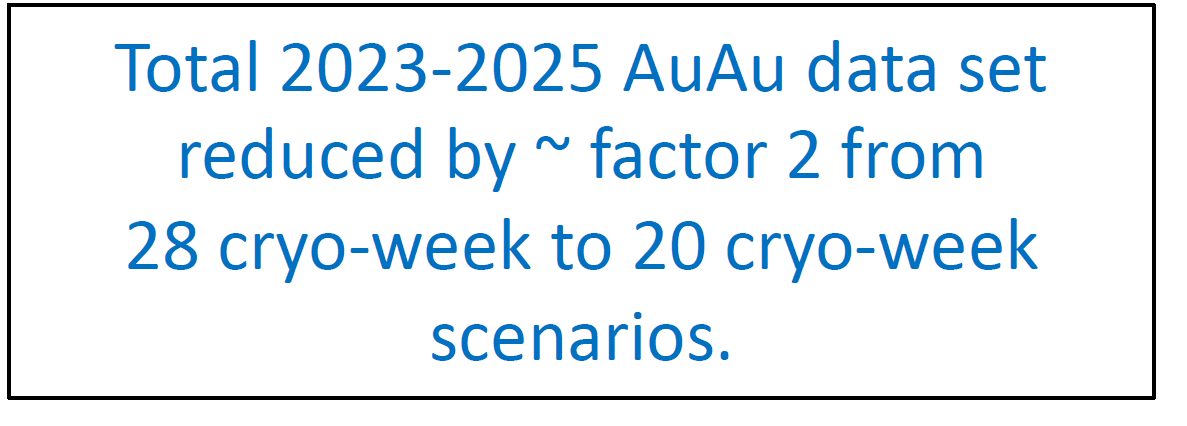 Total 2023-2025 AuAu data set
reduced by ~ factor 2 from
28 cryo-week to 20 cryo-week
scenarios.